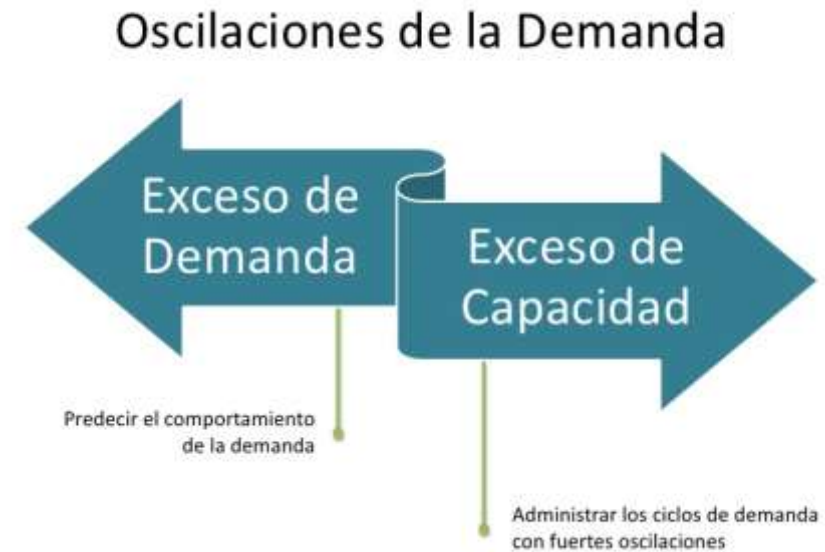 Oscilaciones de la Demanda
Exceso de
Demanda
Exceso de
Capacidad
Predecir el comportamiento
de la demanda
Administrar los ciclos de demanda
con fuertes oscilaciones